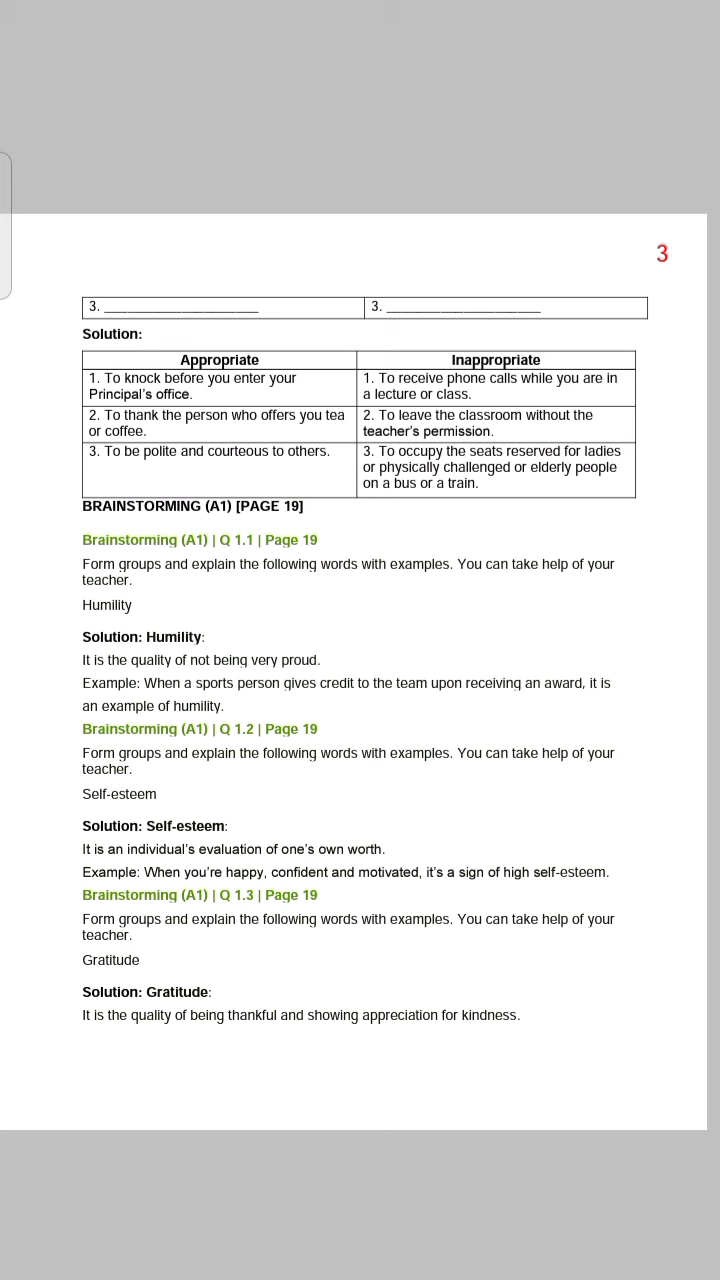 3
3. ____________________ 3. ____________________
Solution:
Appropriate Inappropriate
1. To knock before you enter your
Principal's office.
1. To receive phone calls while you are in
a lecture or class.
2. To thank the person who offers you tea
or coffee.
2. To leave the classroom without the
teacher's permission.
3. To be polite and courteous to others.
3. To occupy the seats reserved for ladies
or physically challenged or elderly people
on a bus or a train.
BRAINSTORMING (A1) [PAGE 19]
Brainstorming (A1) | Q 1.1 | Page 19
Form groups and explain the following words with examples. You can take help of your
teacher.
Humility
Solution: Humility:
It is the quality of not being very proud.
Example: When a sports person gives credit to the team upon receiving an award, it is
an example of humility.
Brainstorming (A1) | Q 1.2 | Page 19
Form groups and explain the following words with examples. You can take help of your
teacher.
Self-esteem
Solution: Self-esteem:
It is an individual's evaluation of one's own worth.
Example: When you're happy, confident and motivated, it's a sign of high self-esteem.
Brainstorming (A1) | Q 1.3 | Page 19
Form groups and explain the following words with examples. You can take help of your
teacher.
Gratitude
Solution: Gratitude:
It is the quality of being thankful and showing appreciation for kindness.